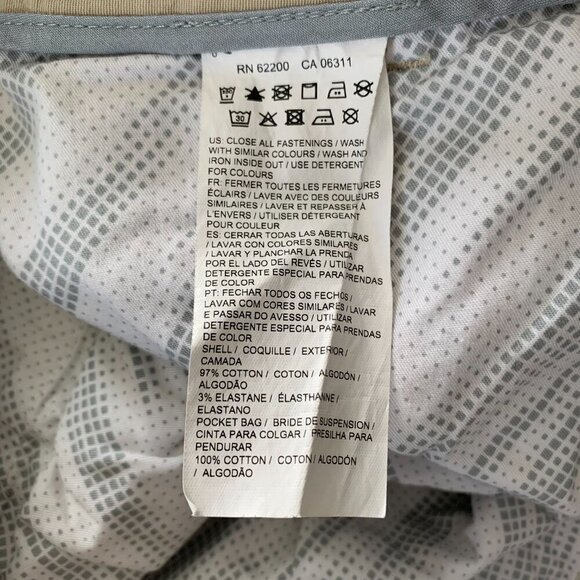 RN 62200 CA 06311
30
US: CLOSE ALL FASTENINGS / WASH
WITH SIMILAR COLOURS / WASH AND
IRON INSIDE OUT / USE DETERGENT
FOR COLOURS
FR: FERMER TOUTES LES FERMETURES
ÉCLAIRS / LAVER AVEC DES COULEURS
SIMILAIRES / LAVER ET REPASSER À
L'ENVERS / UTILISER DÉTERGEANT
POUR COULEUR
ES: CERRAR TODAS LAS ABERTURAS
/ LAVAR CON COLORES SIMILARES
/ LAVAR Y PLANCHAR LA PRENDA
POR EL LADO DEL REVÉS / UTILIZAR
DETERGENTE ESPECIAL PARA PRENDAS
DE COLOR
PT: FECHAR TODOS OS FECHOS /
LAVAR COM CORES SIMILARES / LAVAR
E PASSAR DO AVESSO / UTILIZAR
DETERGENTE ESPECIAL PARA PRENDAS
DE COLOR
SHELL / COQUILLE / EXTERIOR /
CAMADA
97% COTTON / COTON / ALGODÓN /
ALGODÃO
3% ELASTANE / ÉLASTHANNE /
ELASTANO
POCKET BAG / BRIDE DE SUSPENSION /
CINTA PARA COLGAR / PRESILHA PARA
PENDURAR
100% COTTON / COTON / ALGODÓN
/ ALGODÃO